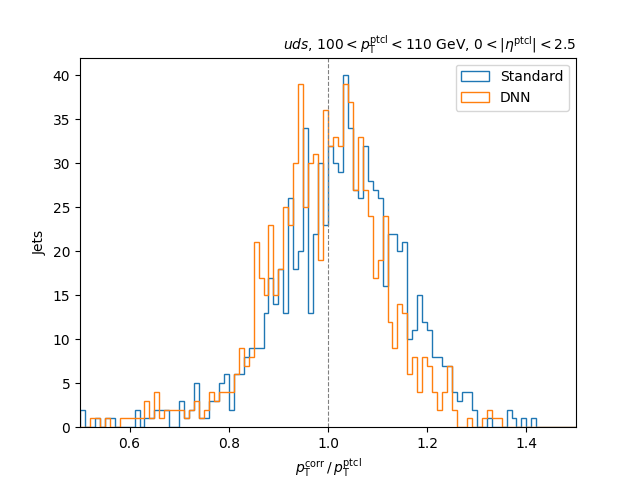 uds, 100 < p_T^ptcl < 110 GeV, 0 < |η^ptcl| < 2.5
Standard
DNN
40
35
30
25
20
15
10
5
0
Jets
0.6 0.8 1.0 1.2 1.4
p_T^corr / p_T^ptcl